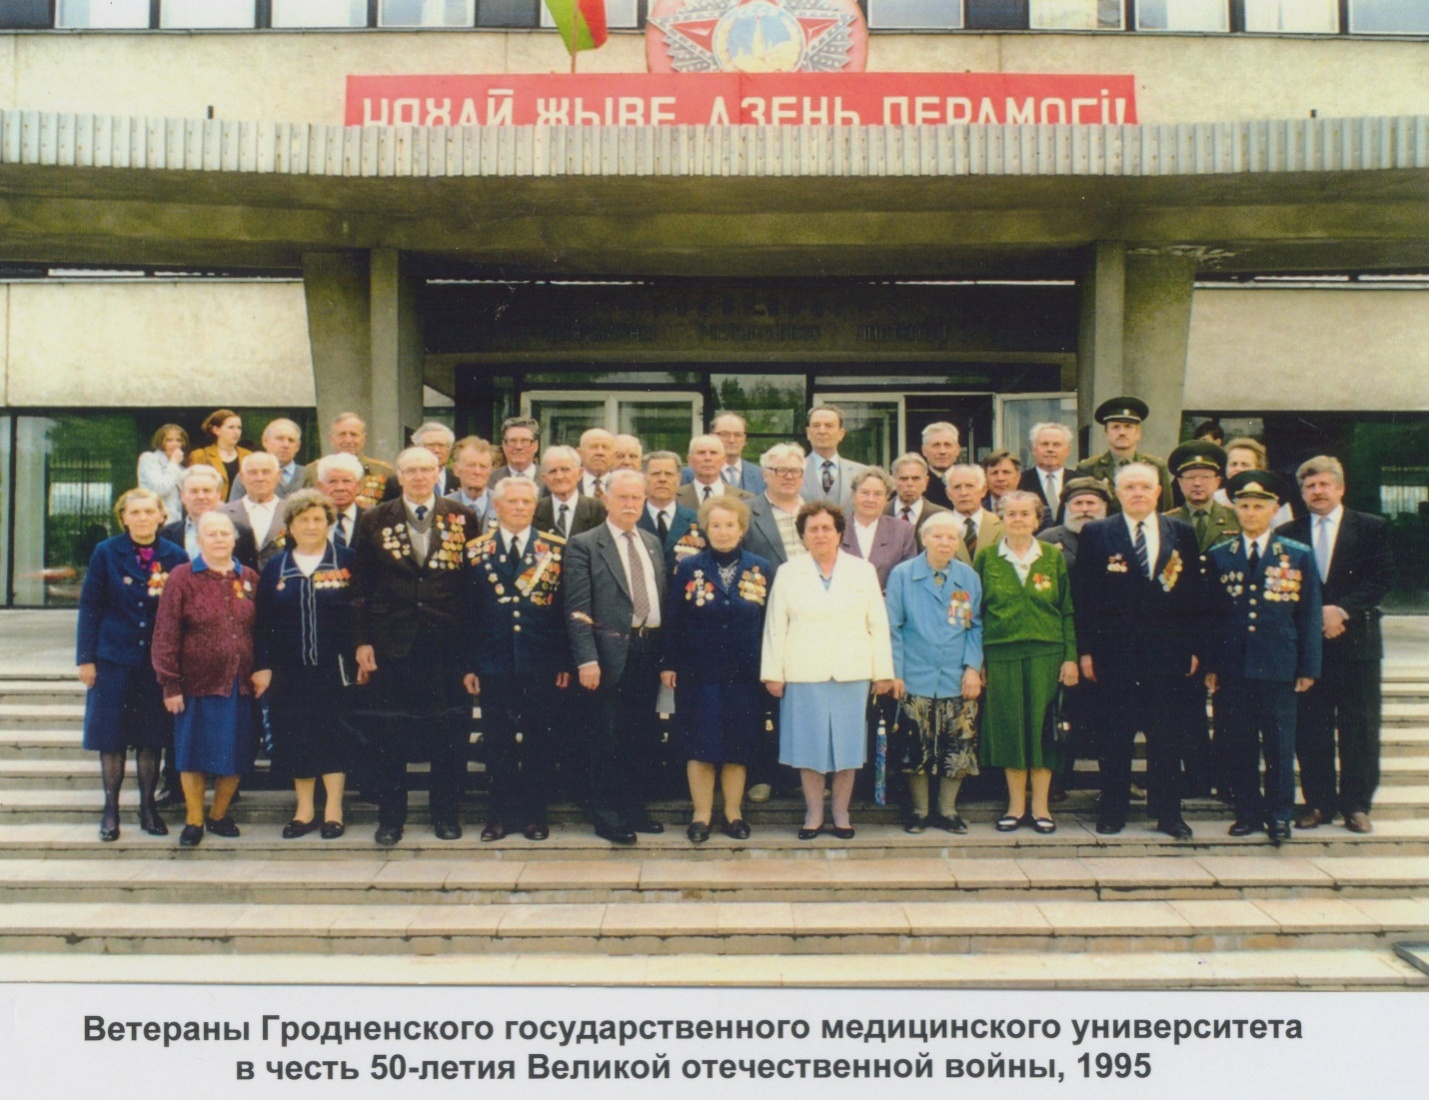 НЯХАЙ ЖЫВЕ ДЗЕНЬ ПЕРАМОГІ!
Ветераны Гродненского государственного медицинского университета
в честь 50-летия Великой отечественной войны, 1995